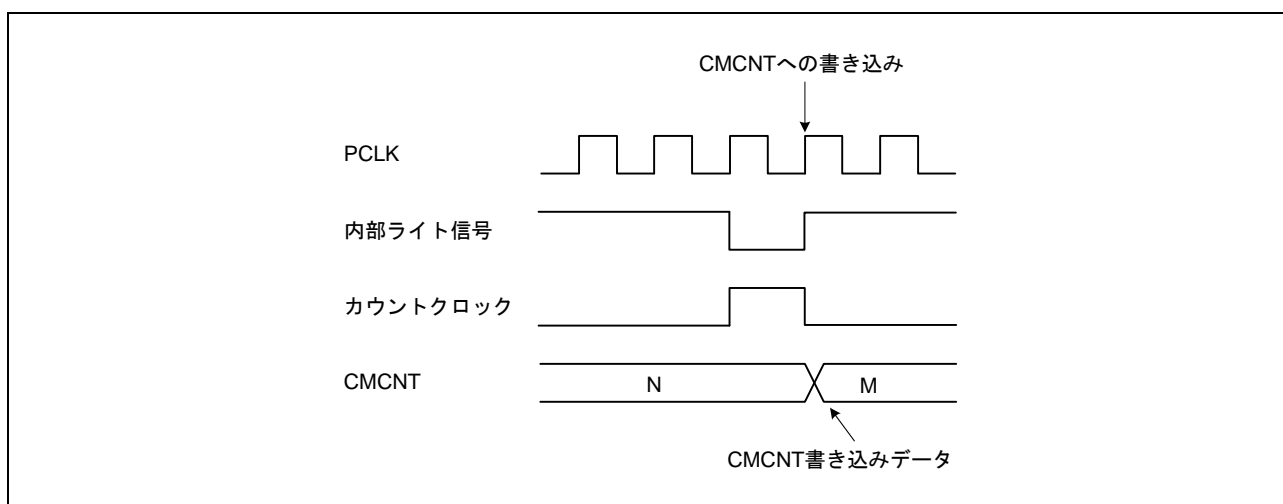 CMCNTへの書き込み
PCLK
内部ライト信号
カウントクロック
CMCNT
N
M
CMCNT書き込みデータ